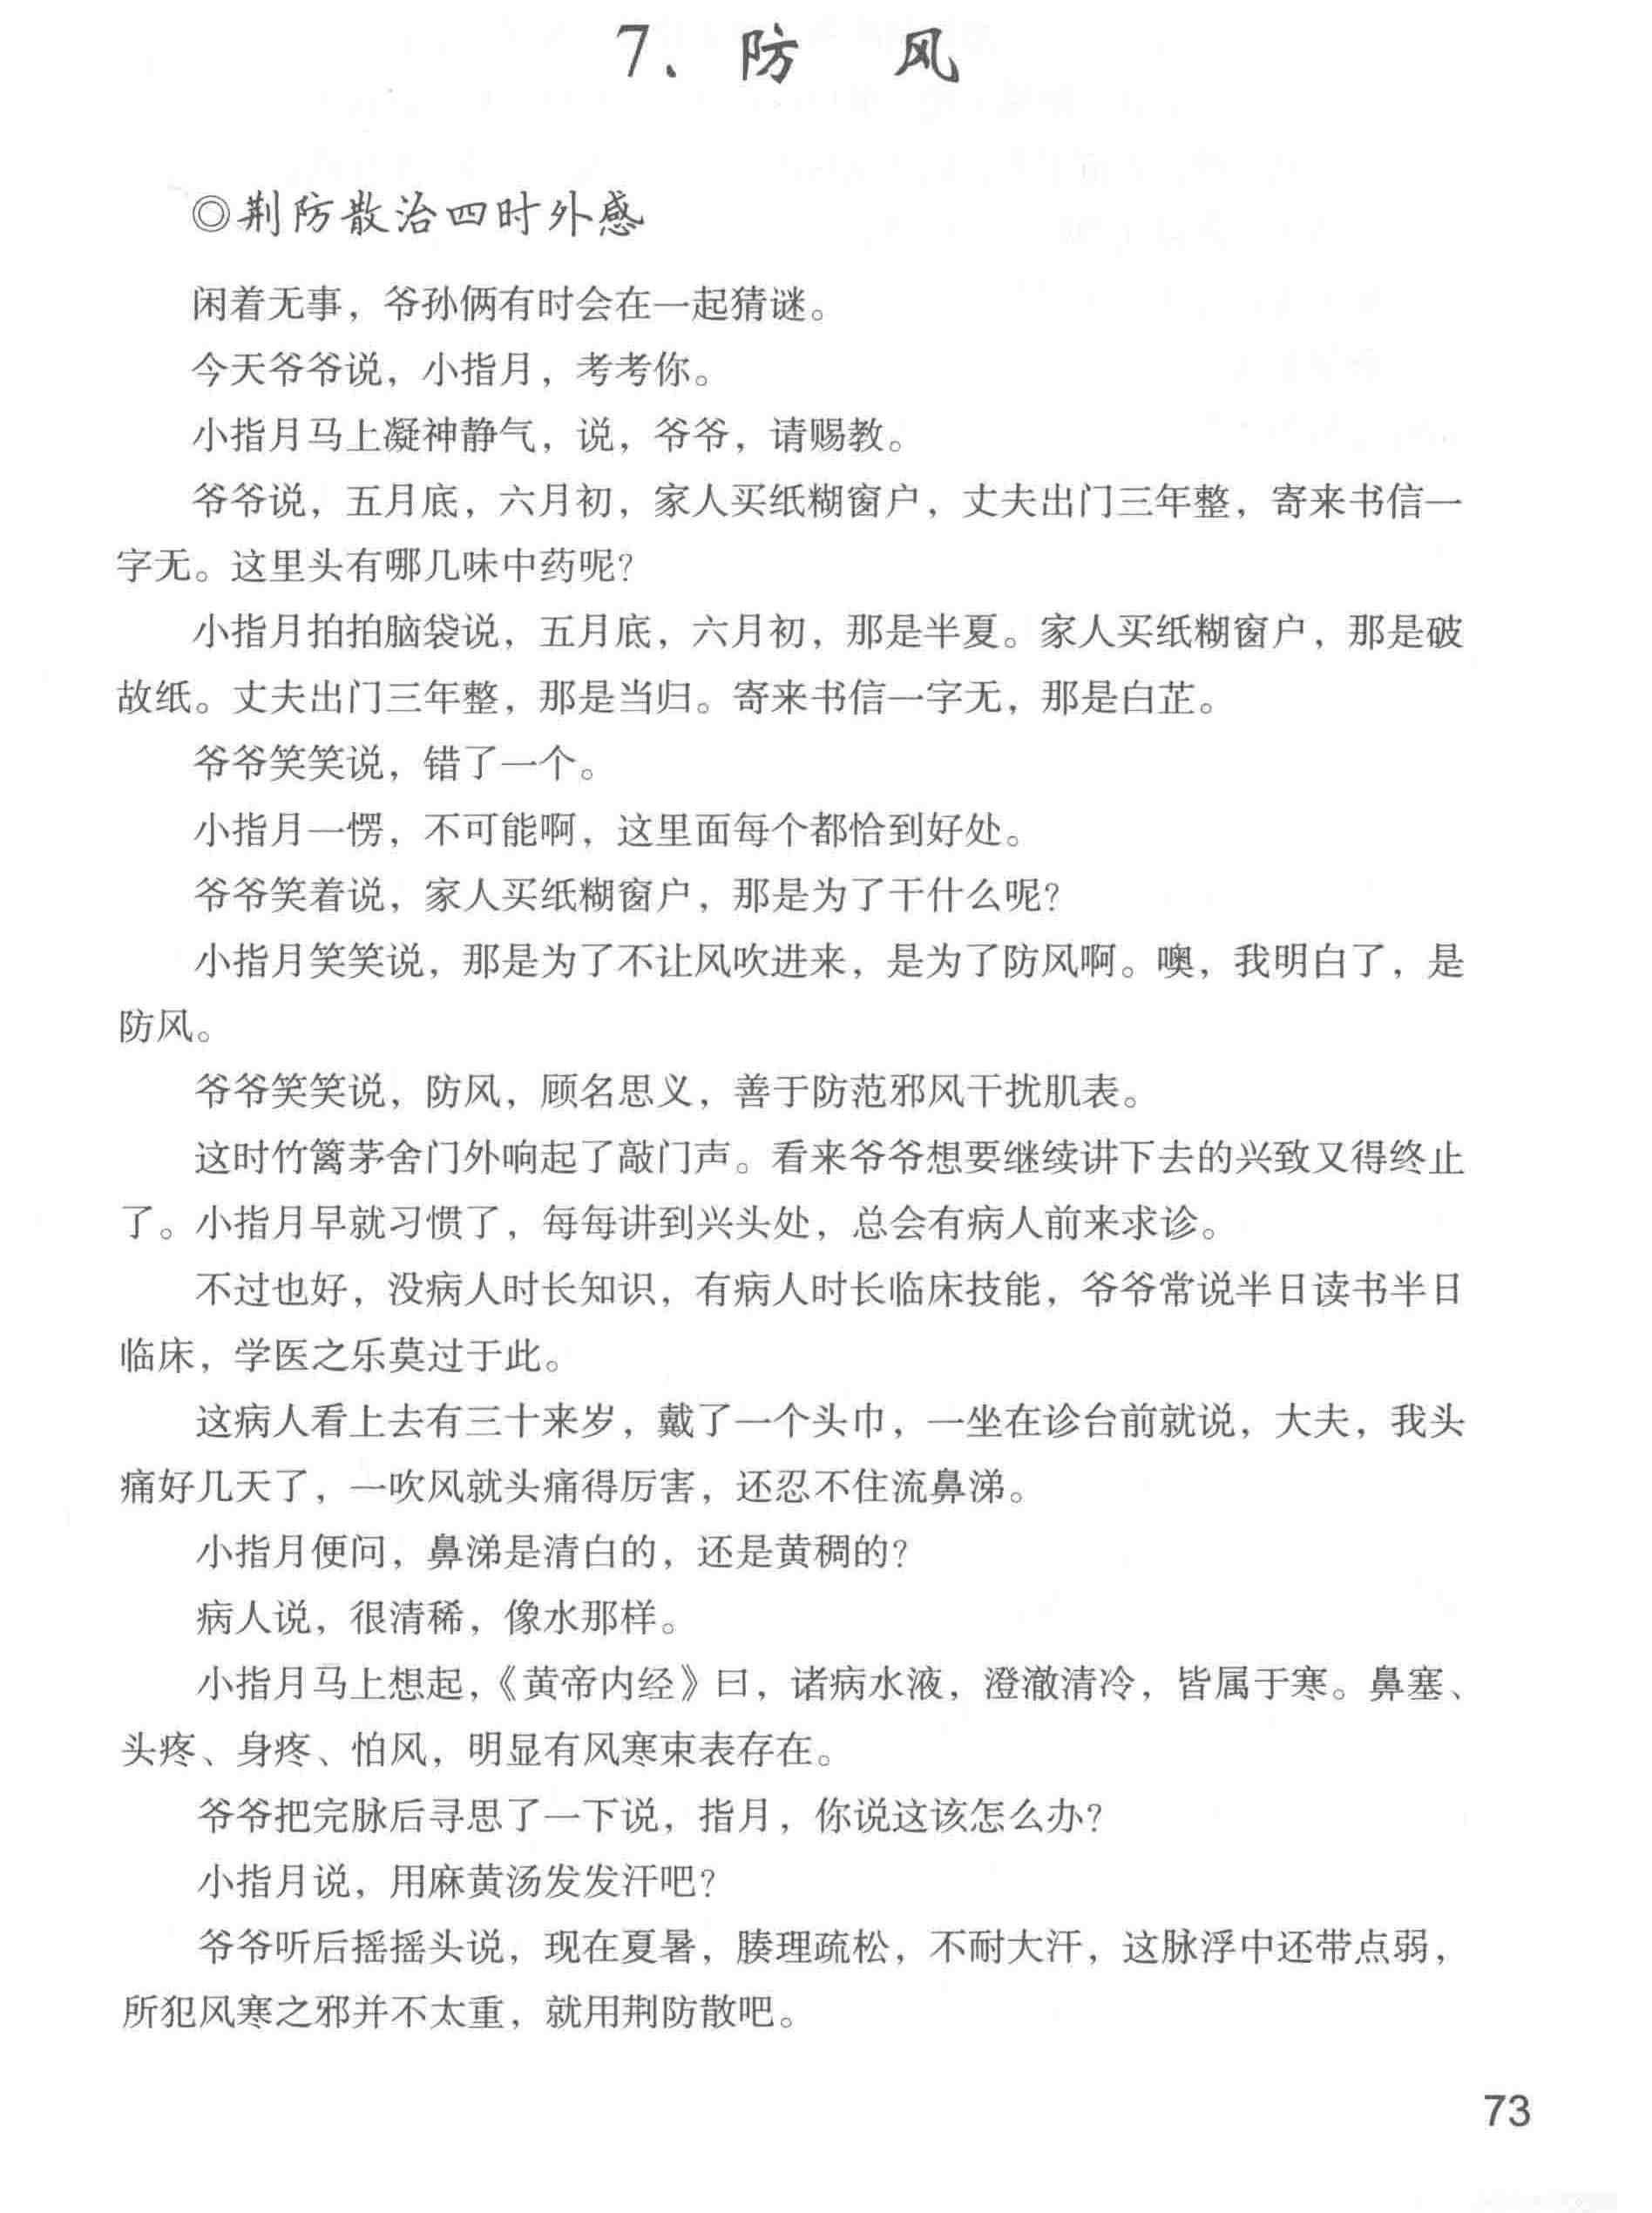 7、防 风
◎荆防散治四时外感
闲着无事，爷孙俩有时会在一起猜谜。
今天爷爷说，小指月，考考你。
小指月马上凝神静气，说，爷爷，请赐教。
爷爷说，五月底，六月初，家人买纸糊窗户，丈夫出门三年整，寄来书信一
字无。这里头有哪几味中药呢?
小指月拍拍脑袋说，五月底，六月初，那是半夏。家人买纸糊窗户，那是破
故纸。丈夫出门三年整，那是当归。寄来书信一字无，那是白芷。
爷爷笑笑说，错了一个。
小指月一愣，不可能啊，这里面每个都恰到好处。
爷爷笑着说，家人买纸糊窗户，那是为了干什么呢?
小指月笑笑说，那是为了不让风吹进来，是为了防风啊。噢，我明白了，是
防风。
爷爷笑笑说，防风，顾名思义，善于防范邪风干扰肌表。
这时竹篱茅舍门外响起了敲门声。看来爷爷想要继续讲下去的兴致又得终止
了。小指月早就习惯了，每每讲到兴头处，总会有病人前来求诊。
不过也好，没病人时长知识，有病人时长临床技能，爷爷常说半日读书半日
临床，学医之乐莫过于此。
这病人看上去有三十来岁，戴了一个头巾，一坐在诊台前就说，大夫，我头
痛好几天了，一吹风就头痛得厉害，还忍不住流鼻涕。
小指月便问，鼻涕是清白的，还是黄稠的?
病人说，很清稀，像水那样。
小指月马上想起，《黄帝内经》曰，诸病水液，澄澈清冷，皆属于寒。鼻塞、
头疼、身疼、怕风，明显有风寒束表存在。
爷爷把完脉后寻思了一下说，指月，你说这该怎么办?
小指月说，用麻黄汤发发汗吧?
爷爷听后摇摇头说，现在夏暑，腠理疏松，不耐大汗，这脉浮中还带点弱，
所犯风寒之邪并不太重，就用荆防散吧。
73